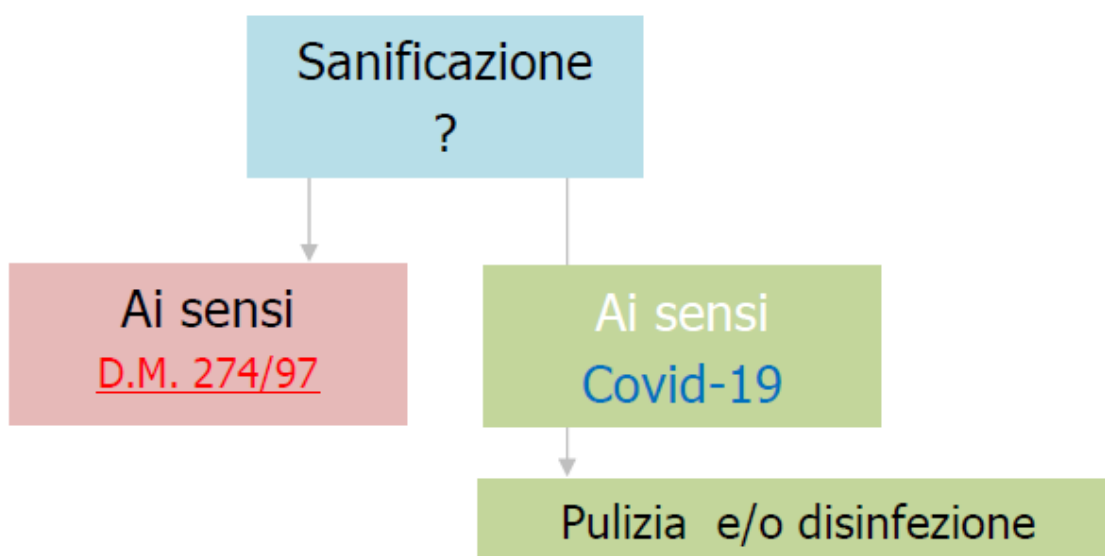 Sanificazione
?
Ai sensi
D.M. 274/97
Ai sensi
Covid-19
Pulizia e/o disinfezione